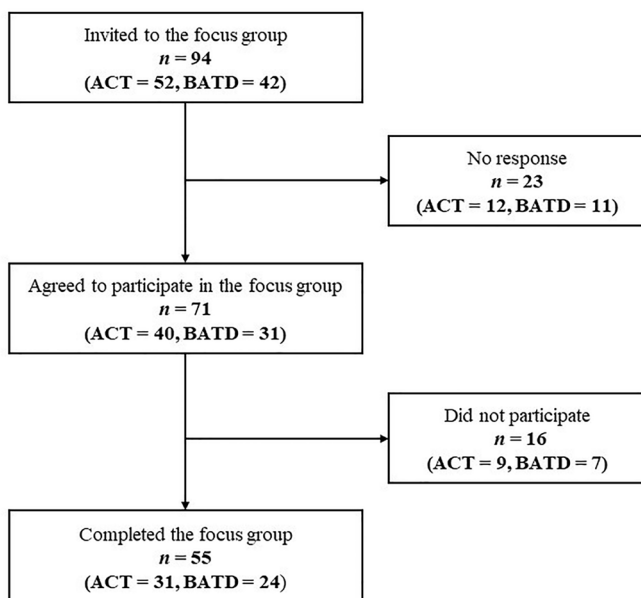 Invited to the focus group
n = 94
(ACT = 52, BATD = 42)
No response
n = 23
(ACT = 12, BATD = 11)
Agreed to participate in the focus group
n = 71
(ACT = 40, BATD = 31)
Did not participate
n = 16
(ACT = 9, BATD = 7)
Completed the focus group
n = 55
(ACT = 31, BATD = 24)